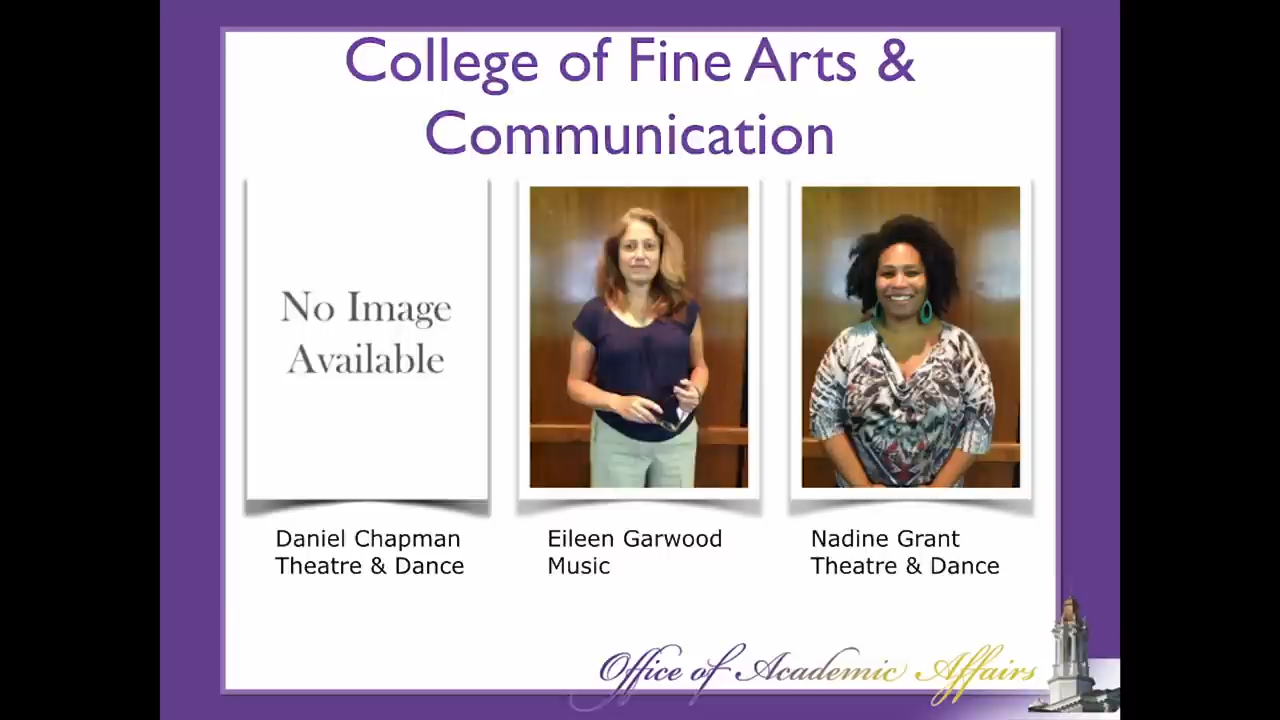 College of Fine Arts &
Communication
No Image
Available
Daniel Chapman
Theatre & Dance
Eileen Garwood
Music
Nadine Grant
Theatre & Dance
Office of Academic Affairs